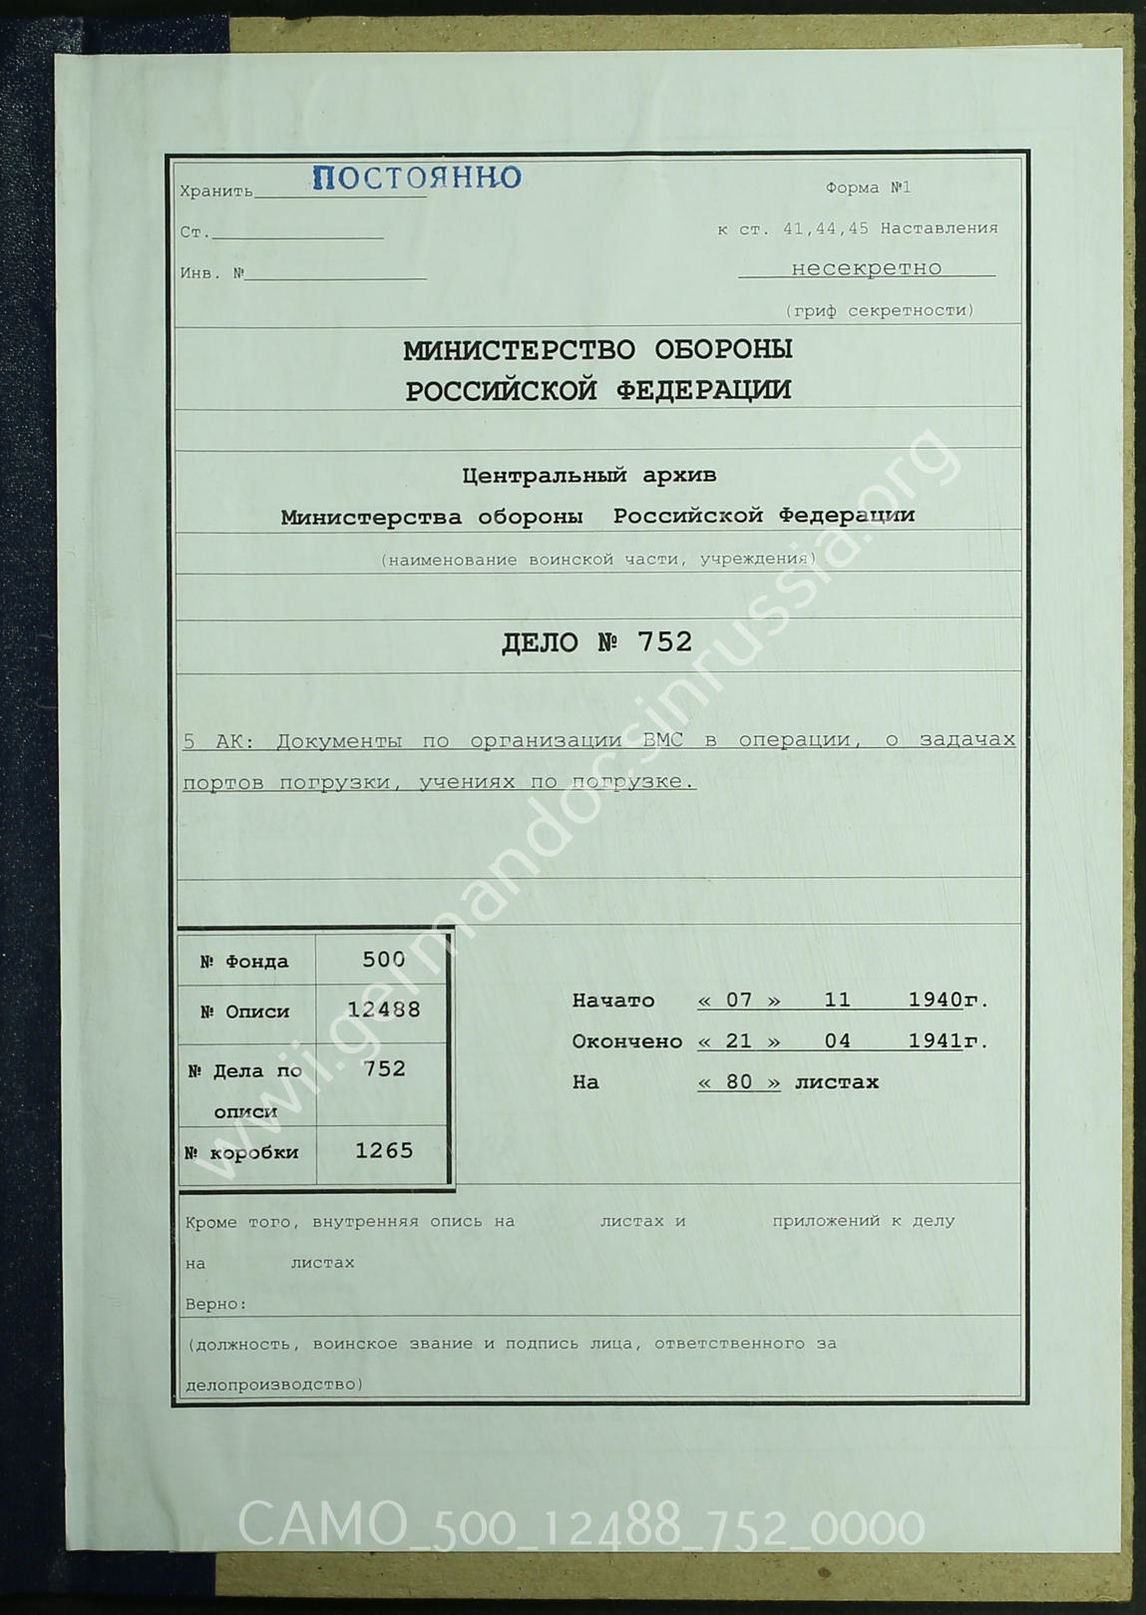 Хранить ПОСТОЯННО
Форма №1
Ст.
к ст. 41,44,45 Наставления
Инв. №
несекретно
(гриф секретности)
МИНИСТЕРСТВО ОБОРОНЫ
РОССИЙСКОЙ ФЕДЕРАЦИИ
Центральный архив
Министерства обороны Российской Федерации
(наименование воинской части, учреждения)
ДЕЛО № 752
5 АК: Документы по организации ВМС в операции, о задачах
портов погрузки, учениях по погрузке.
№ Фонда 500
№ Описи 12488
№ Дела по 752
описи
№ коробки 1265
Начато « 07 » 11 1940г.
Окончено « 21 » 04 1941г.
На « 80 » листах
Кроме того, внутренняя опись на листах и приложений к делу
на листах
Верно:
(должность, воинское звание и подпись лица, ответственного за
делопроизводство)
www.wwii.germandocsinrussia.org
CAMO_500_12488_752_0000